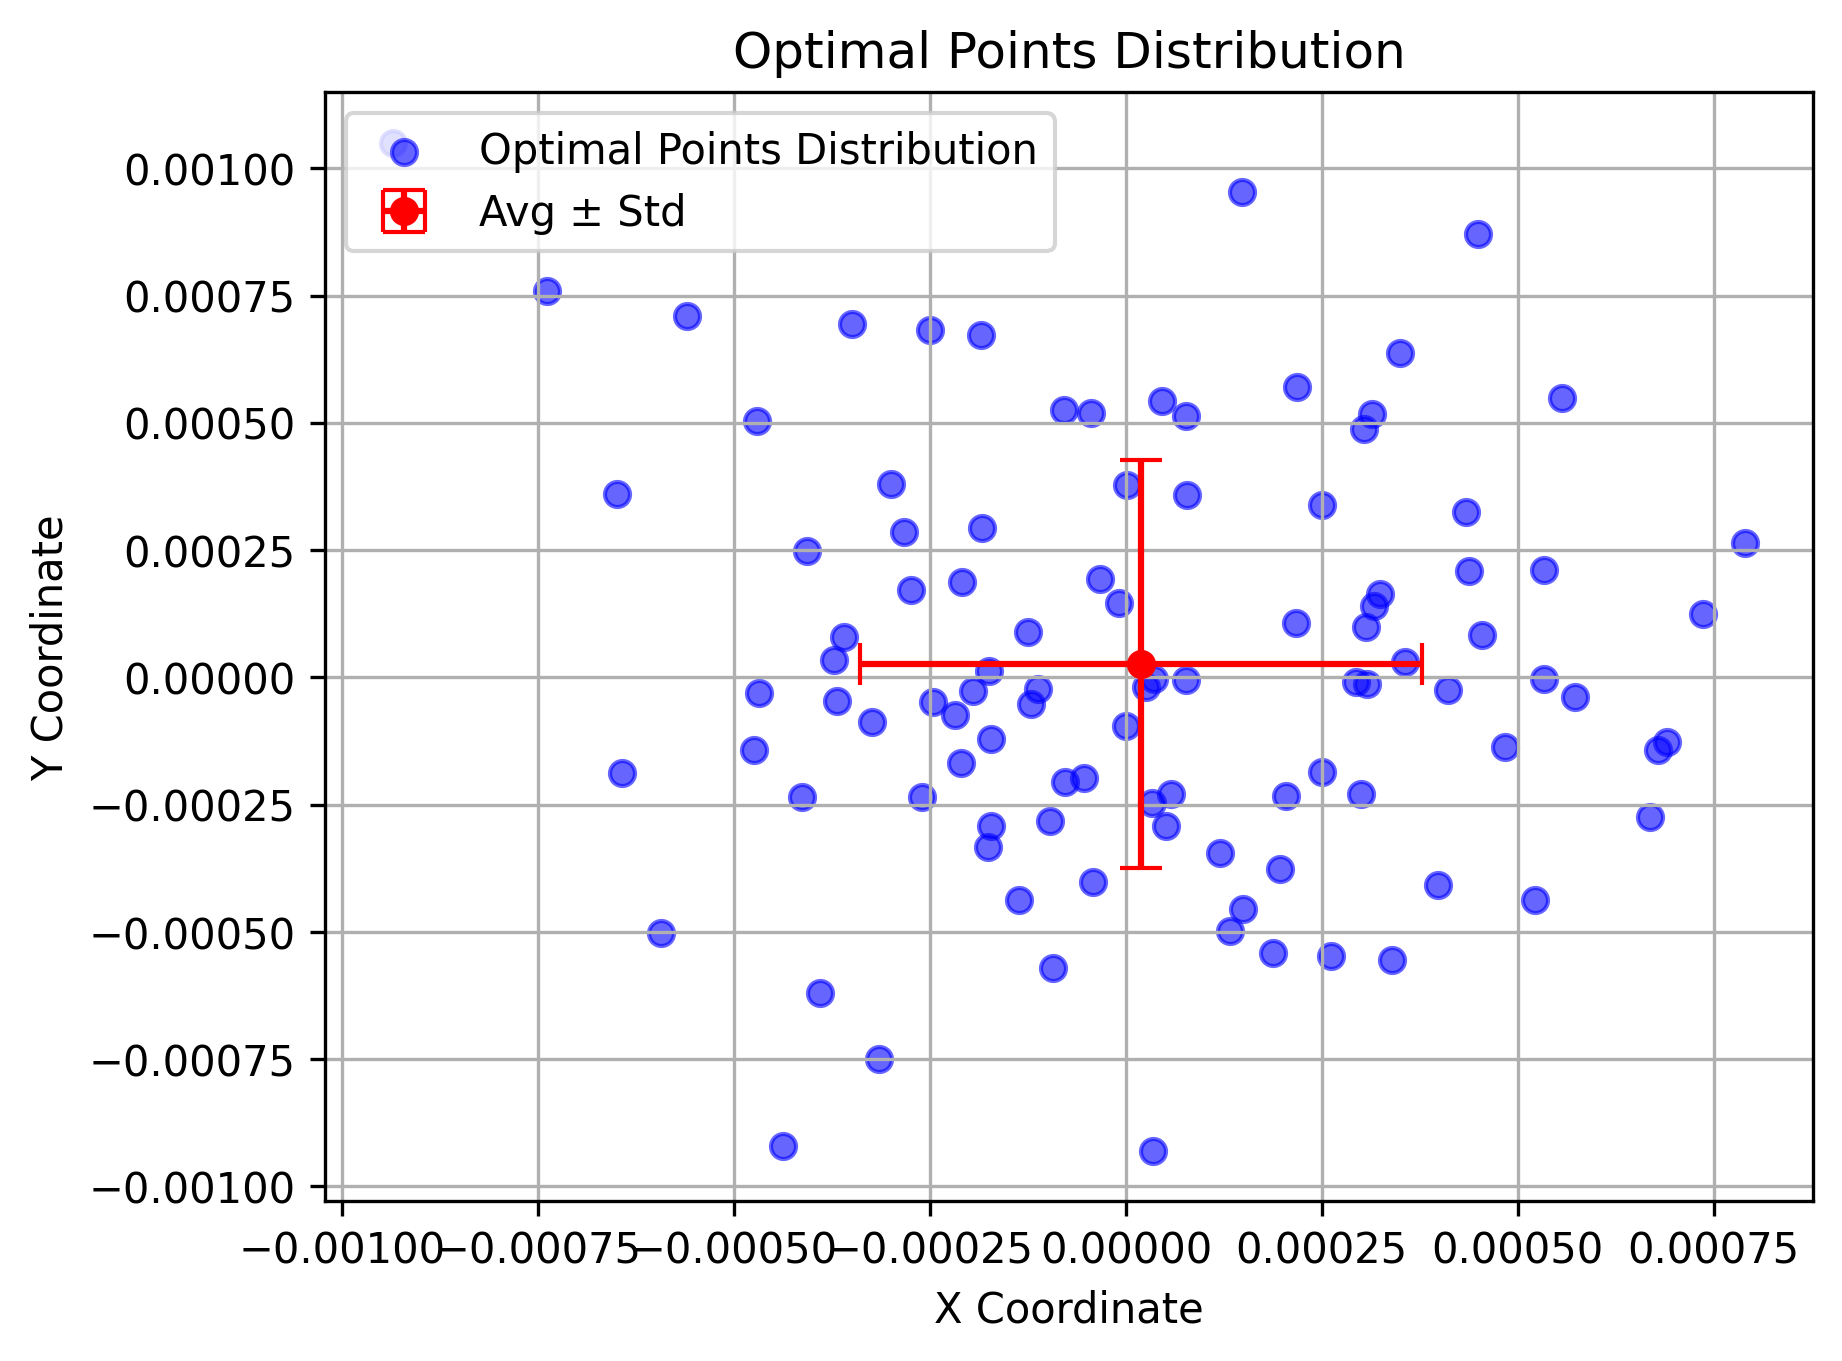 Optimal Points Distribution
Optimal Points Distribution
Avg ± Std
0.00100
0.00075
0.00050
0.00025
0.00000
−0.00025
−0.00050
−0.00075
−0.00100
Y Coordinate
−0.00100 −0.00075 −0.00050 −0.00025 0.00000 0.00025 0.00050 0.00075
X Coordinate